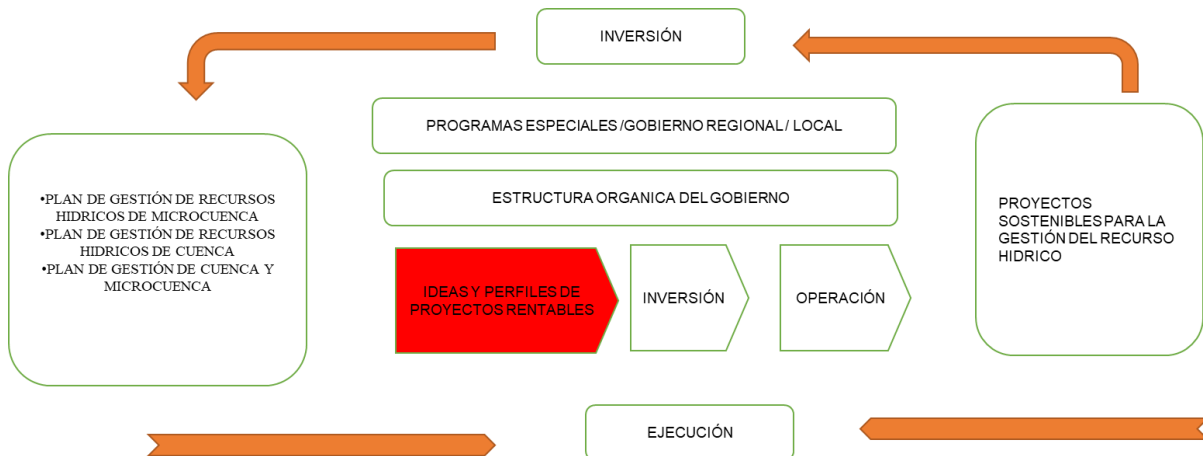 INVERSIÓN
PROGRAMAS ESPECIALES /GOBIERNO REGIONAL / LOCAL
ESTRUCTURA ORGANICA DEL GOBIERNO
•PLAN DE GESTIÓN DE RECURSOS
HIDRICOS DE MICROCUENCA
•PLAN DE GESTIÓN DE RECURSOS
HIDRICOS DE CUENCA
•PLAN DE GESTIÓN DE CUENCA Y
MICROCUENCA
IDEAS Y PERFILES DE
PROYECTOS RENTABLES
INVERSIÓN
OPERACIÓN
PROYECTOS
SOSTENIBLES PARA LA
GESTIÓN DEL RECURSO
HIDRICO
EJECUCIÓN